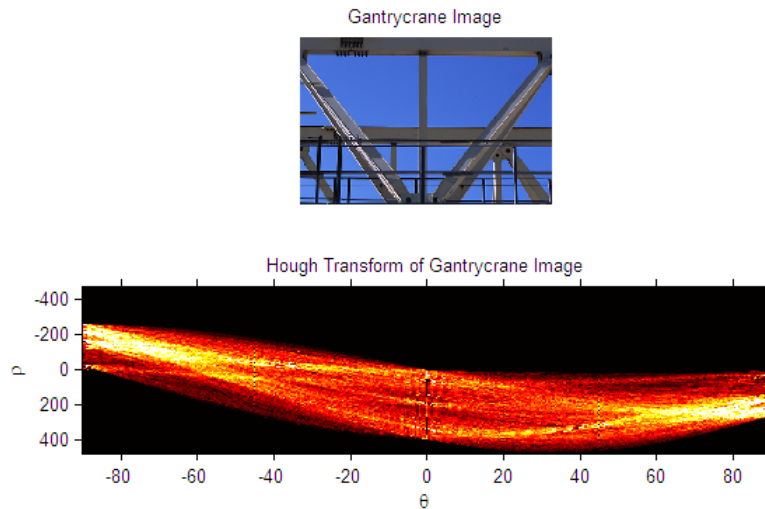 Gantrycrane Image
Hough Transform of Gantrycrane Image
-400
-200
0
200
400
ρ
-80 -60 -40 -20 0 20 40 60 80
θ